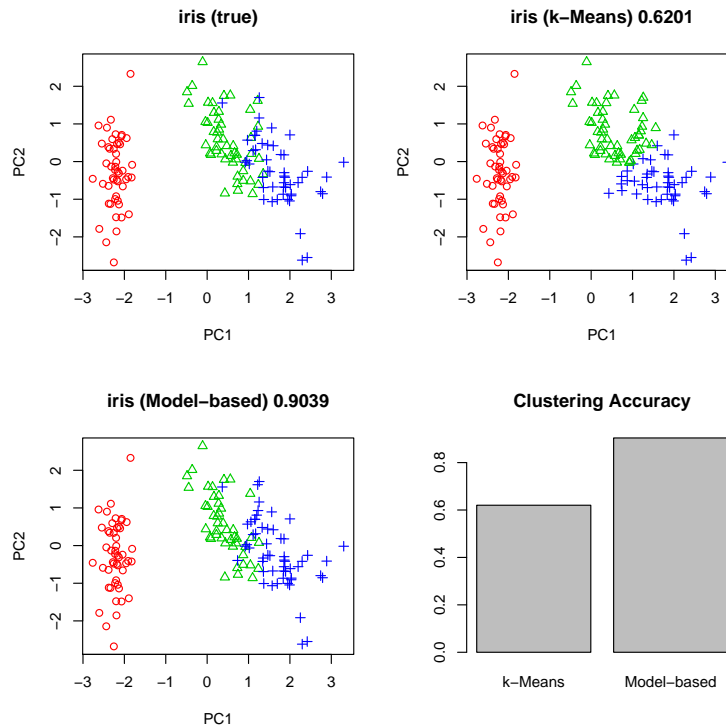 iris (true)
PC2
2
1
0
−1
−2
−3 −2 −1 0 1 2 3
PC1
iris (k−Means) 0.6201
PC2
2
1
0
−1
−2
−3 −2 −1 0 1 2 3
PC1
iris (Model−based) 0.9039
PC2
2
1
0
−1
−2
−3 −2 −1 0 1 2 3
PC1
Clustering Accuracy
0.8
0.6
0.4
0.2
0.0
k−Means Model−based